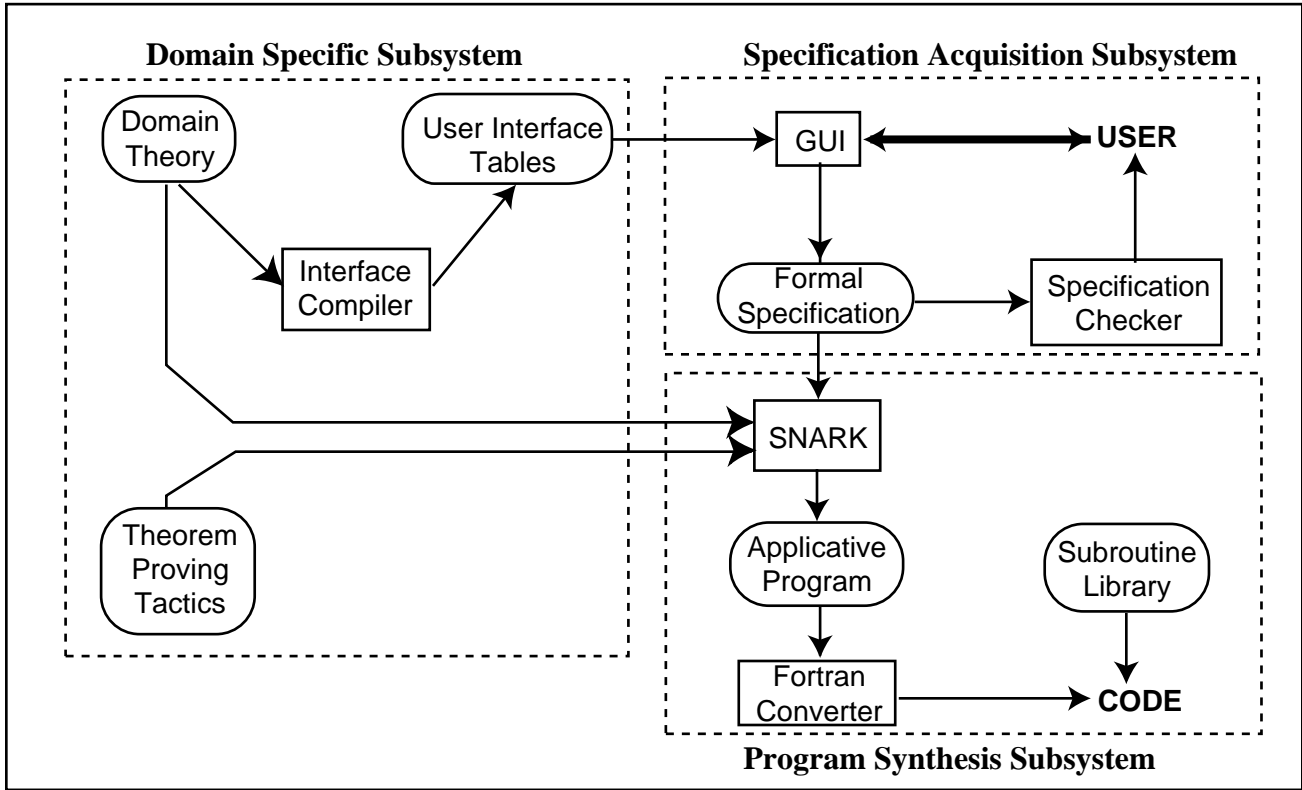 Domain Specific Subsystem
Specification Acquisition Subsystem
Domain
Theory
User Interface
Tables
GUI
USER
Interface
Compiler
Formal
Specification
Specification
Checker
SNARK
Theorem
Proving
Tactics
Applicative
Program
Subroutine
Library
Fortran
Converter
CODE
Program Synthesis Subsystem